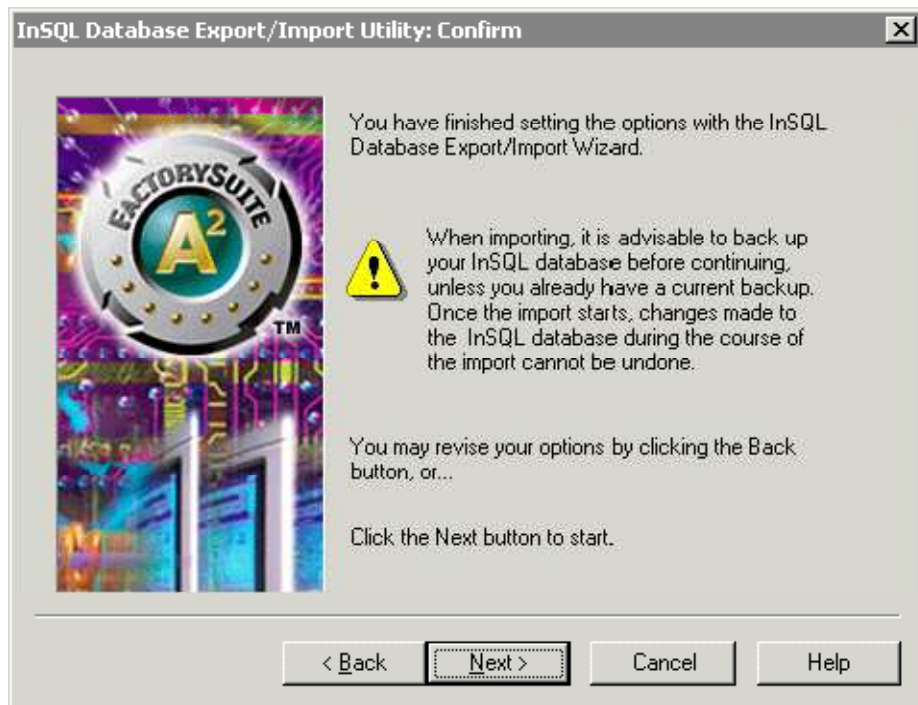 InSQL Database Export/Import Utility: Confirm
FACTORYSUITE
A2
TM
You have finished setting the options with the InSQL
Database Export/Import Wizard.
When importing, it is advisable to back up
your InSQL database before continuing,
unless you already have a current backup.
Once the import starts, changes made to
the InSQL database during the course of
the import cannot be undone.
You may revise your options by clicking the Back
button, or...
Click the Next button to start.
< Back
Next >
Cancel
Help